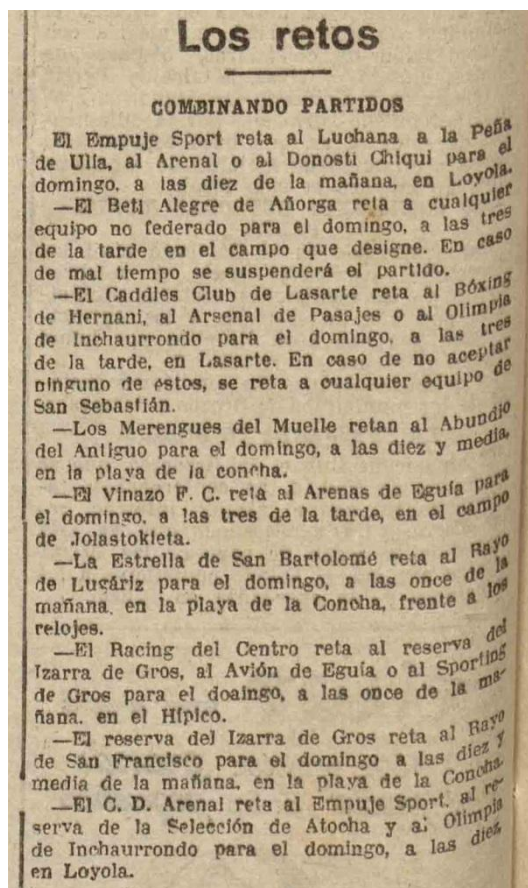 Los retos
COMBINANDO PARTIDOS
El Empuje Sport reta al Luchana a la Peña
de Ulía, al Arenal o al Donosti Chiqui para el
domingo, a las diez de la mañana, en Loyola.
—El Beti Alegre de Añorga reta a cualquier
equipo no federado para el domingo, a las tres
de la tarde en el campo que designe. En caso
de mal tiempo se suspenderá el partido.
—El Caddies Club de Lasarte reta al Bóxing
de Hernani, al Arsenal de Pasajes o al Olimpia
de Inchaurrondo para el domingo, a las tres
de la tarde, en Lasarte. En caso de no aceptar
ninguno de éstos, se reta a cualquier equipo de
San Sebastián.
—Los Merengues del Muelle retan al Abundio
del Antiguo para el domingo, a las diez y media,
en la playa de la concha.
—El Vinazo F. C. reta al Arenas de Eguía para
el domingo, a las tres de la tarde, en el campo
de Jolastokieta.
—La Estrella de San Bartolomé reta al Rayo
de Lugáriz para el domingo, a las once de la
mañana, en la playa de la Concha, frente a los
relojes.
—El Racing del Centro reta al reserva del
Izarra de Gros, al Avión de Eguía o al Sporting
de Gros para el doaingo, a las once de la ma-
ñana, en el Hípico.
—El reserva del Izarra de Gros reta al Rayo
de San Francisco para el domingo a las diez y
media de la mañana, en la playa de la Concha.
—El C. D. Arenal reta al Empuje Sport, al re-
serva de la Selección de Atocha y al Olimpia
de Inchaurrondo para el domingo, a las diez
en Loyola.